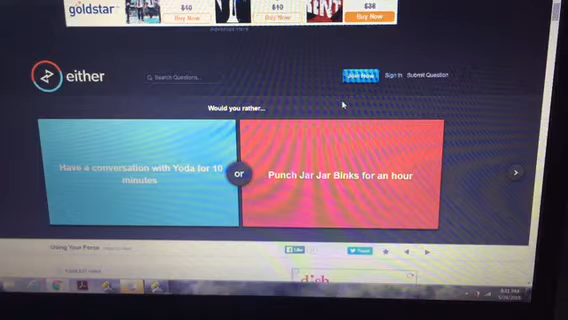 goldstar
$40
$40
$38
Buy Now
Buy Now
Buy Now
either
Search Questions...
Join Now
Sign In
Submit Question
Would you rather...
Have a conversation with Yoda for 10
minutes
or
Punch Jar Jar Binks for an hour
Using Your Force
Like
Tweet
dish